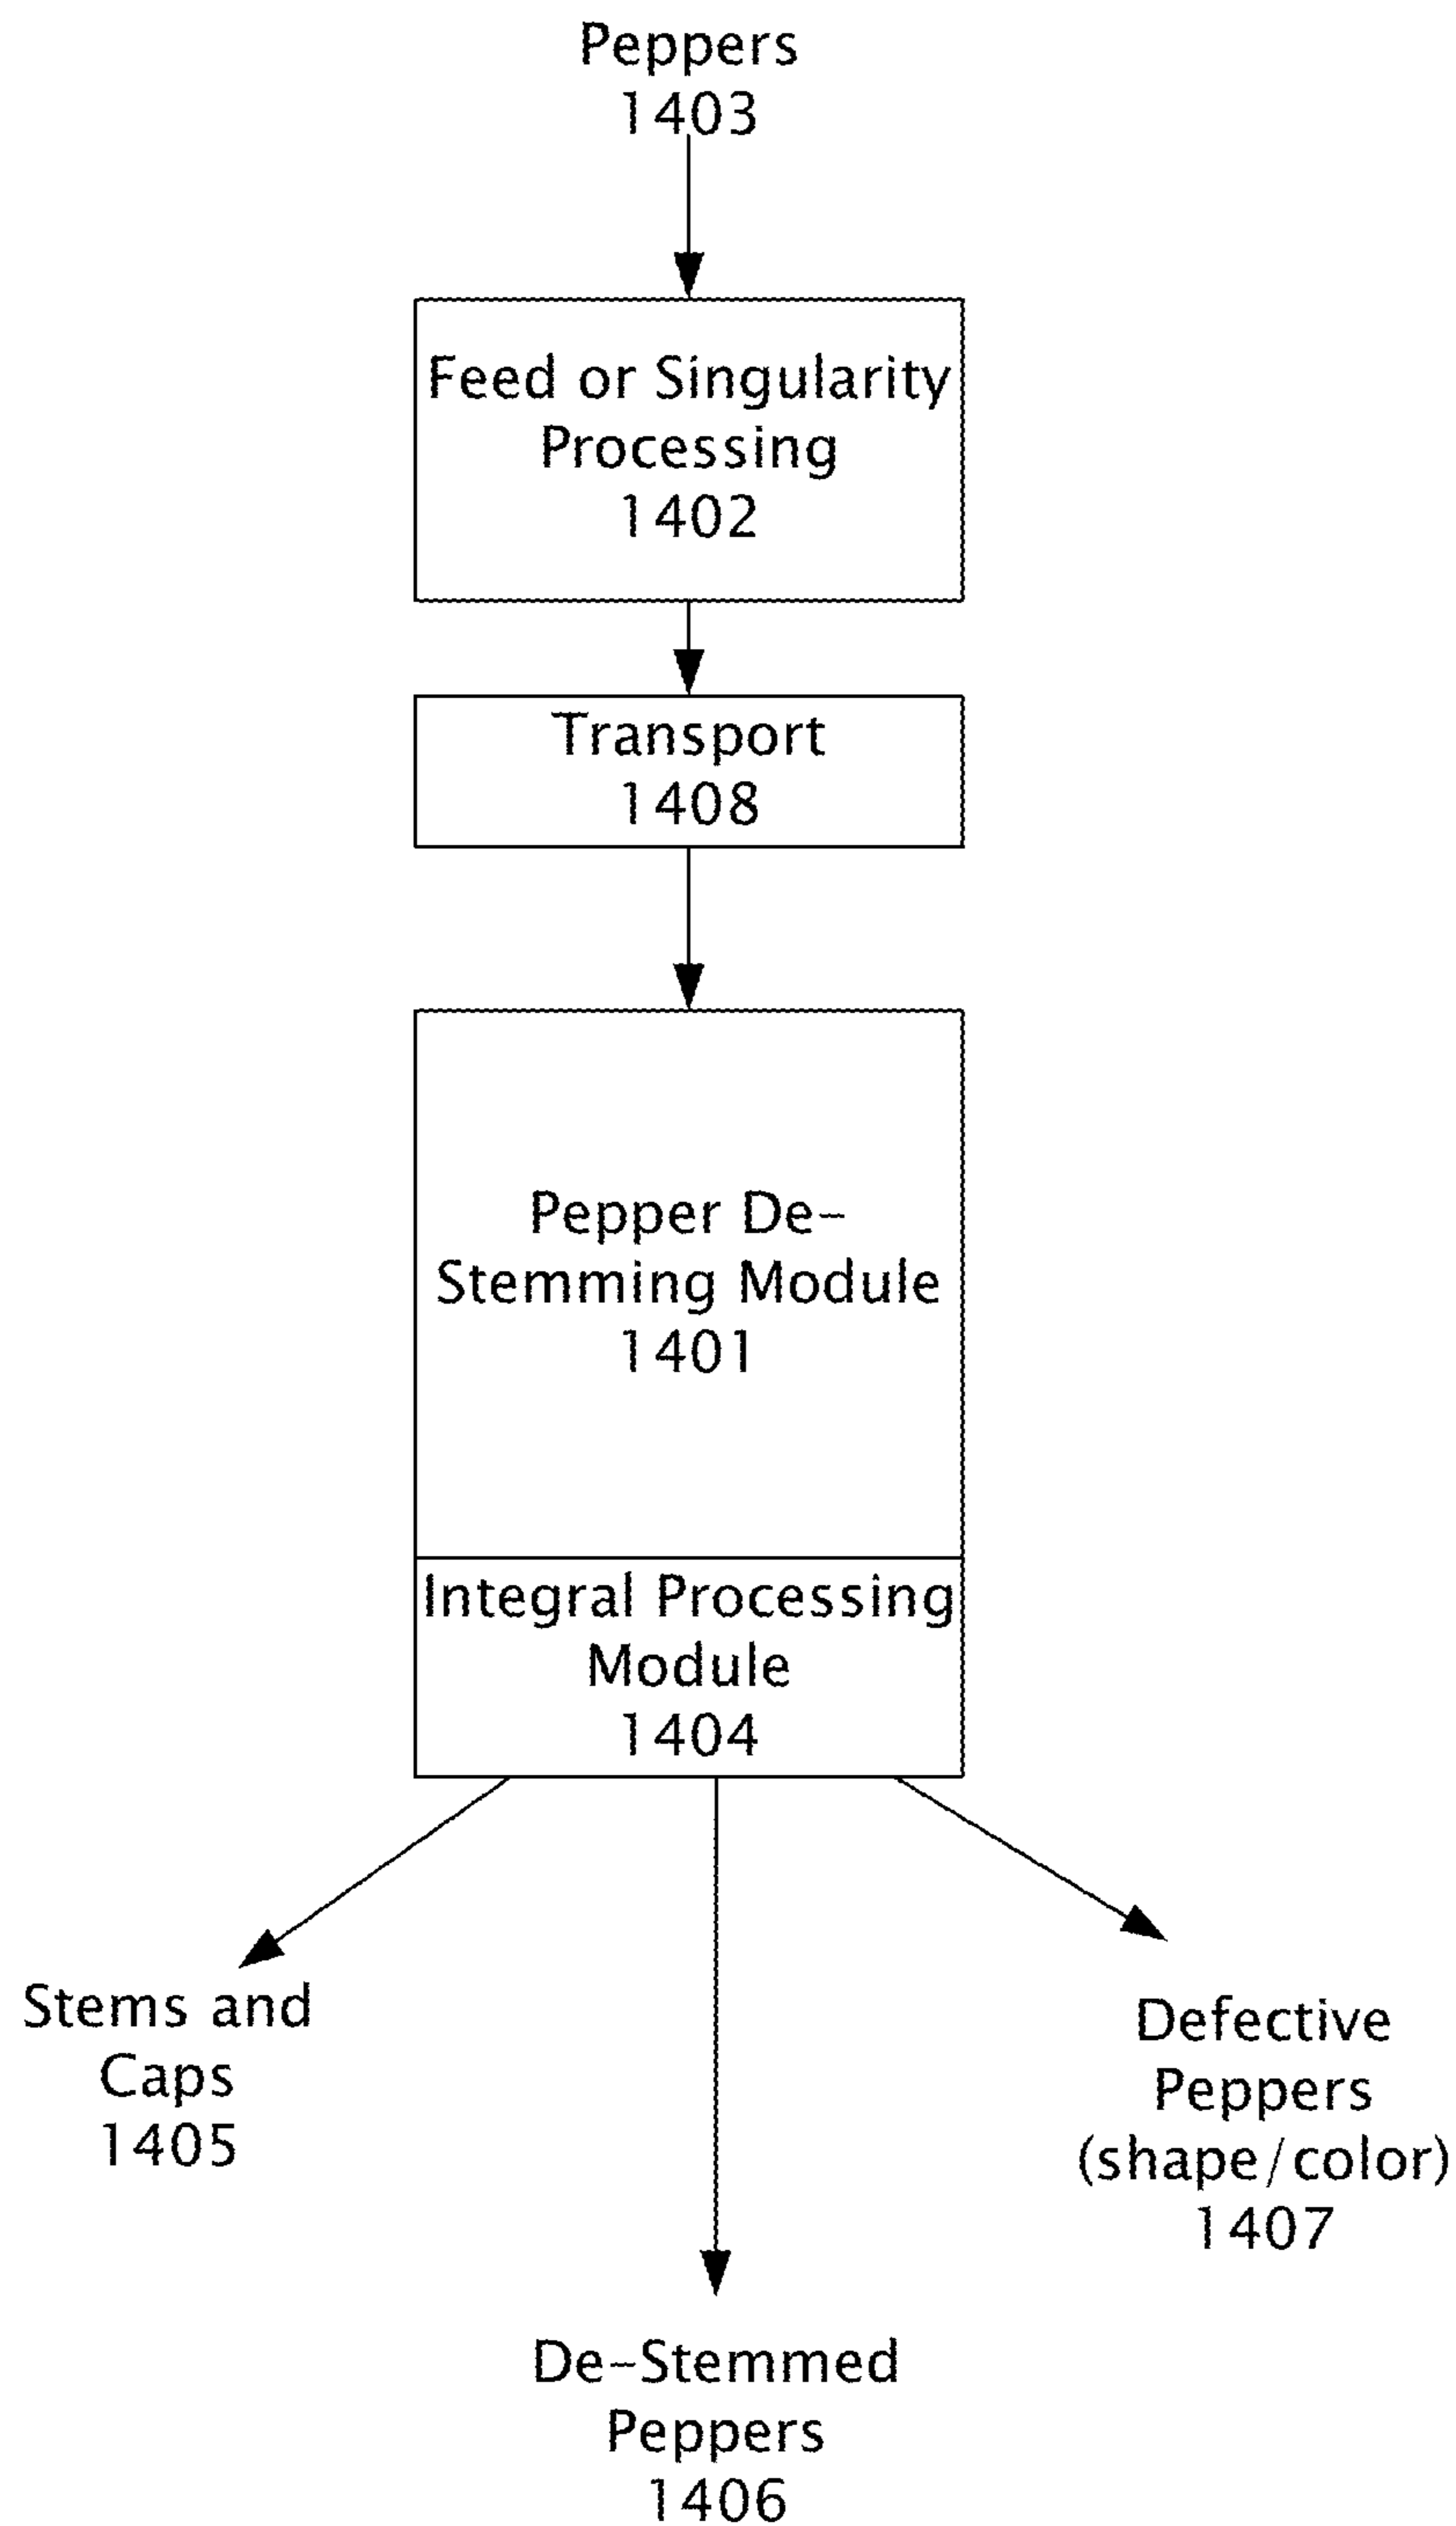 Peppers
1403
Feed or Singularity
Processing
1402
Transport
1408
Pepper De-
Stemming Module
1401
Integral Processing
Module
1404
Stems and
Caps
1405
Defective
Peppers
(shape/color)
1407
De-Stemmed
Peppers
1406